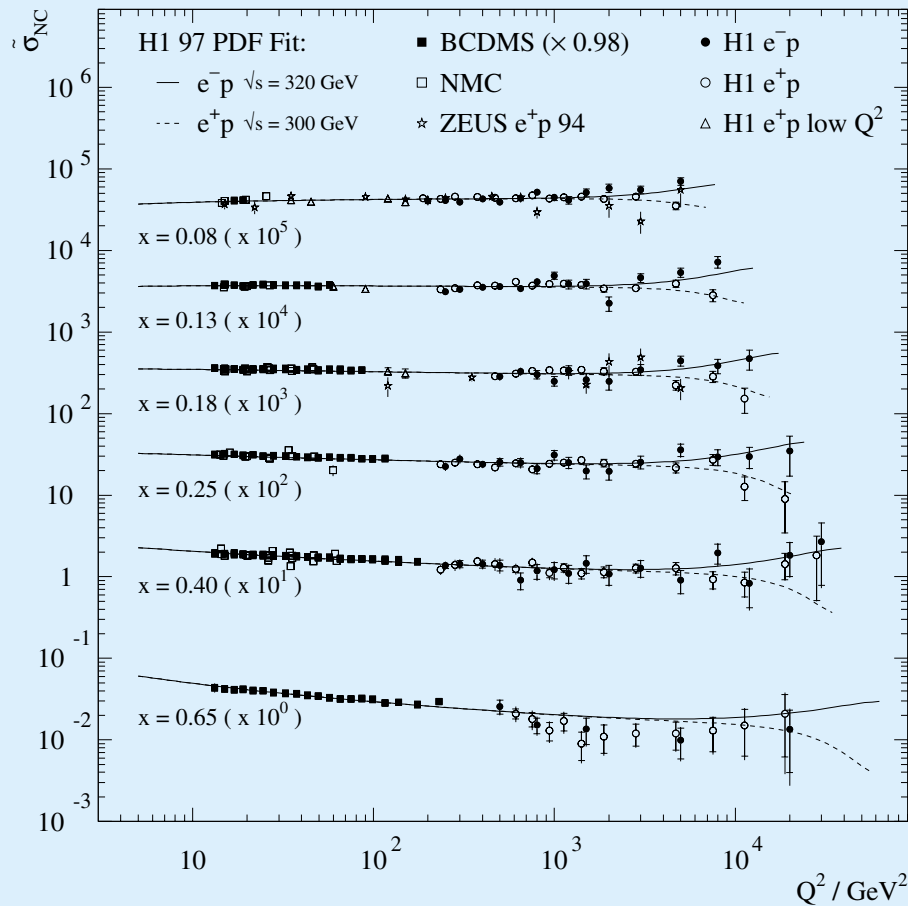 σ̃_NC
H1 97 PDF Fit:
e⁻p √s = 320 GeV
e⁺p √s = 300 GeV
BCDMS (× 0.98)
NMC
ZEUS e⁺p 94
H1 e⁻p
H1 e⁺p
H1 e⁺p low Q²
10⁶
10⁵
10⁴
10³
10²
10
1
10⁻¹
10⁻²
10⁻³
10
x = 0.08 ( x 10⁵ )
x = 0.13 ( x 10⁴ )
x = 0.18 ( x 10³ )
x = 0.25 ( x 10² )
x = 0.40 ( x 10¹ )
x = 0.65 ( x 10⁰ )
10
10²
10³
10⁴
Q² / GeV²